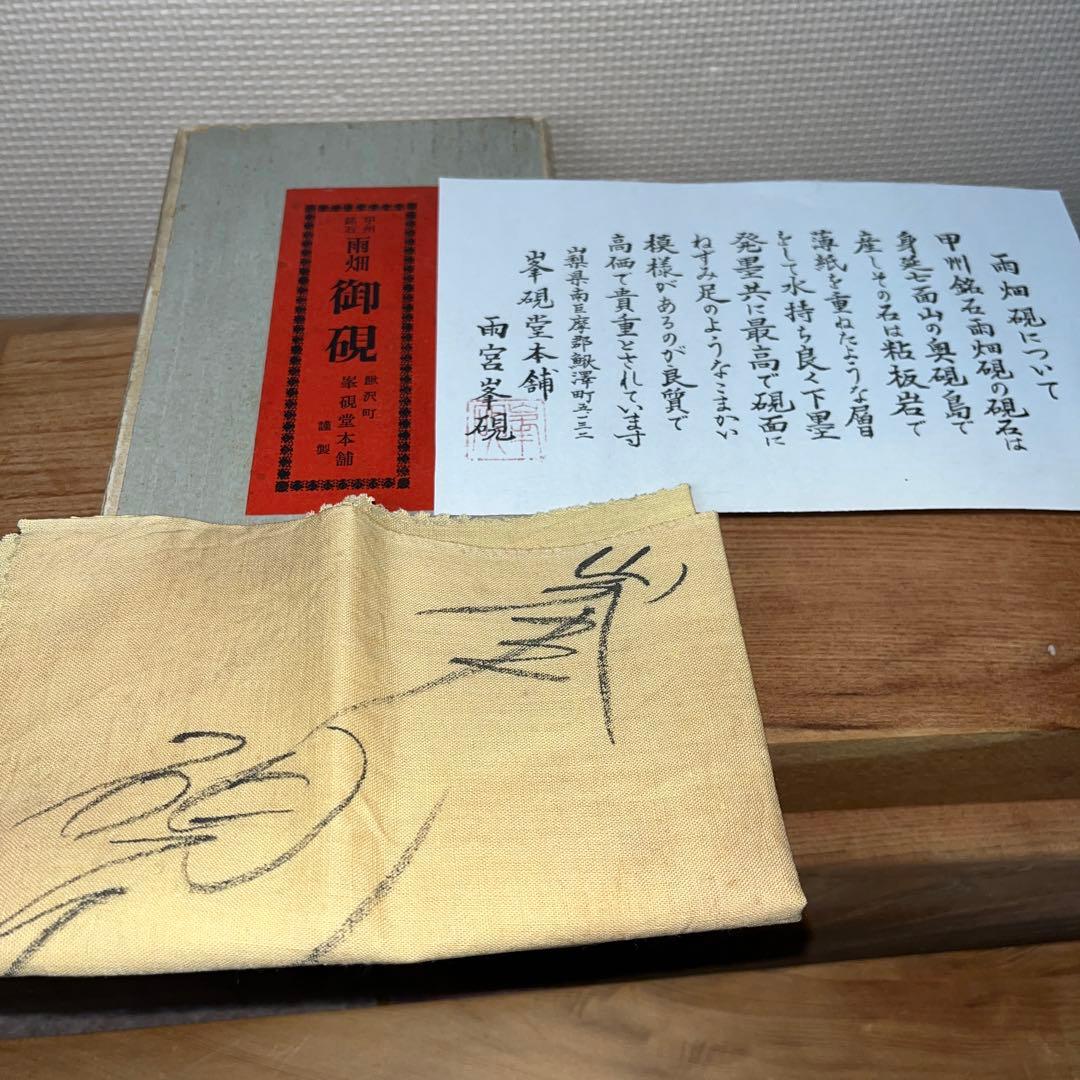 甲州
銘石
雨畑
御硯
鰍沢町
峯硯堂本舗
謹製
雨畑硯について
甲州銘石雨畑硯の硯石は
身延七面山の奥硯島で
産しその石は粘板岩で
薄紙を重ねたような層
をして水持ち良く下墨
発墨共に最高で硯面に
ねずみ足のようなこまかい
模様があるのが良質で
高価で貴重とされています
山梨県南巨摩郡鰍澤町五二三二
峯硯堂本舗
雨宮峯硯